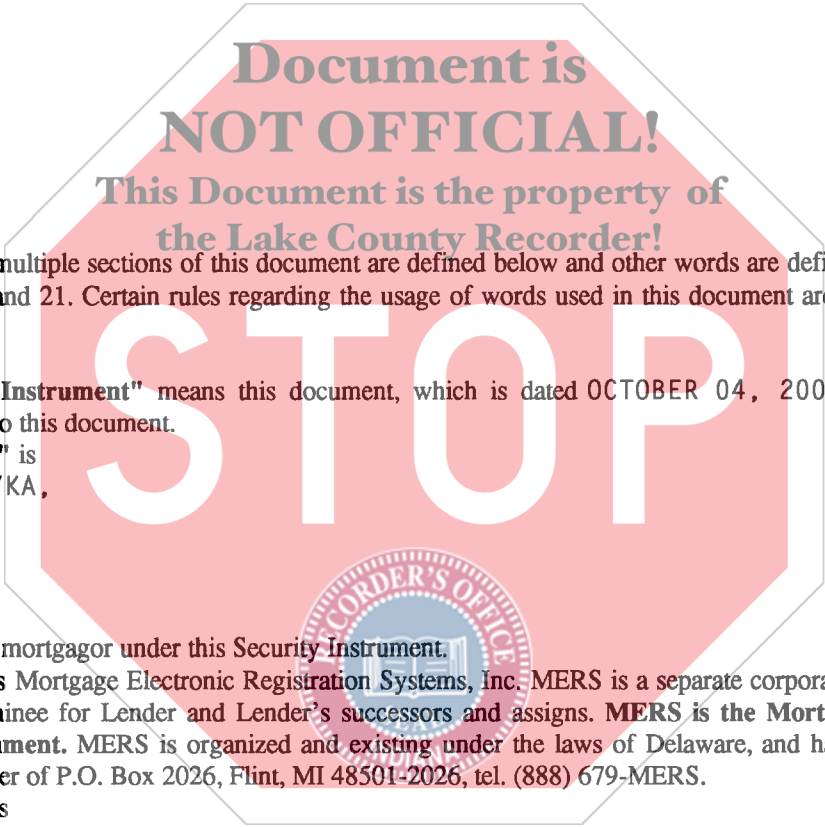 Document is
NOT OFFICIAL!
This Document is the property of
the Lake County Recorder!
multiple sections of this document are defined below and other words are defi
and 21. Certain rules regarding the usage of words used in this document are
STOP
Instrument" means this document, which is dated OCTOBER 04, 200
o this document.
" is
KA,
RECORDER'S OFFICE
mortgagor under this Security Instrument.
s Mortgage Electronic Registration Systems, Inc. MERS is a separate corpora
inee for Lender and Lender's successors and assigns. MERS is the Mort
ument. MERS is organized and existing under the laws of Delaware, and h
er of P.O. Box 2026, Flint, MI 48501-2026, tel. (888) 679-MERS.
s
SEAL
INDIANA